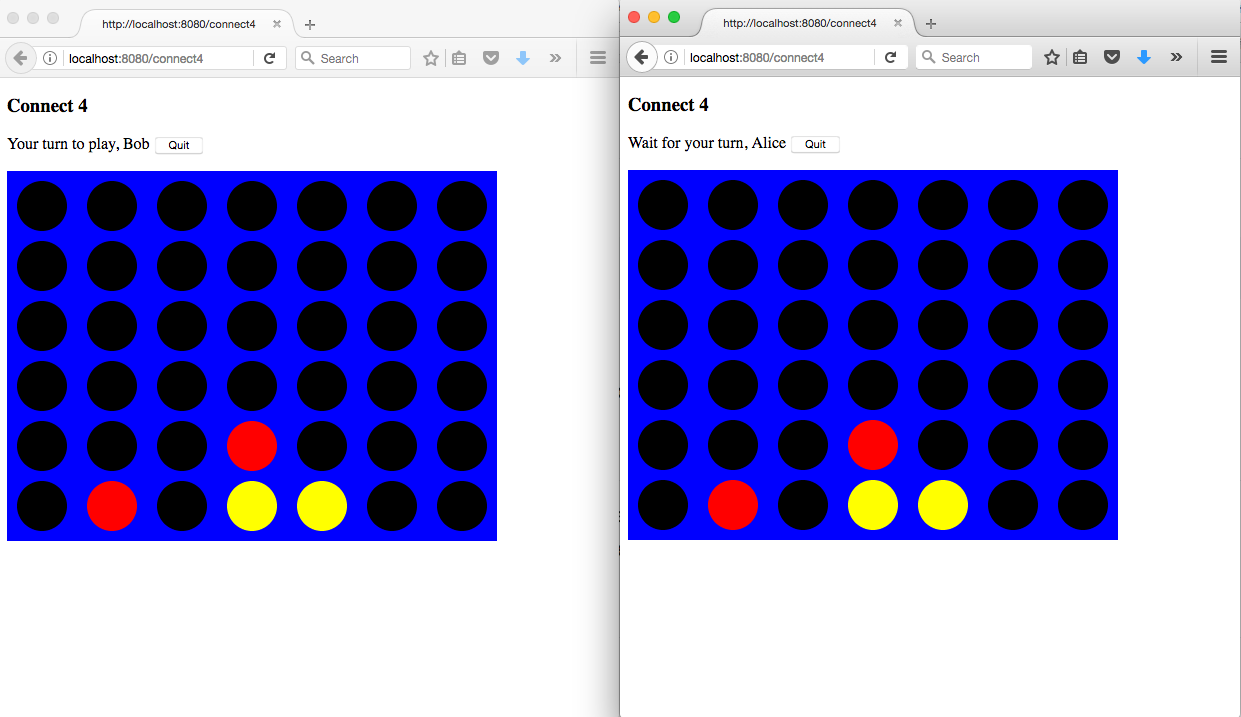 http://localhost:8080/connect4
localhost:8080/connect4
Search
Connect 4
Your turn to play, Bob
Quit
http://localhost:8080/connect4
localhost:8080/connect4
Search
Connect 4
Wait for your turn, Alice
Quit